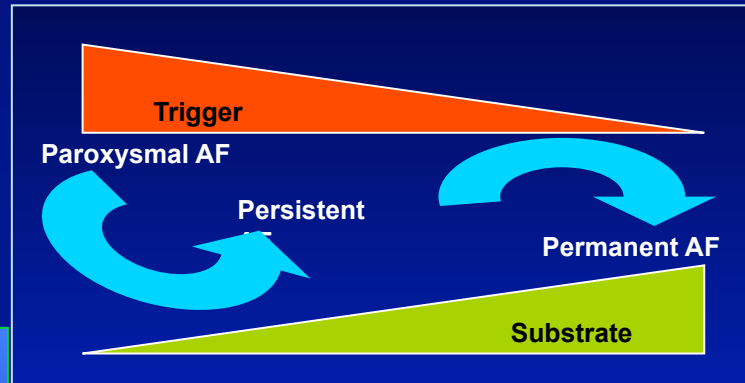 Trigger
Paroxysmal AF
Persistent
Permanent AF
Substrate